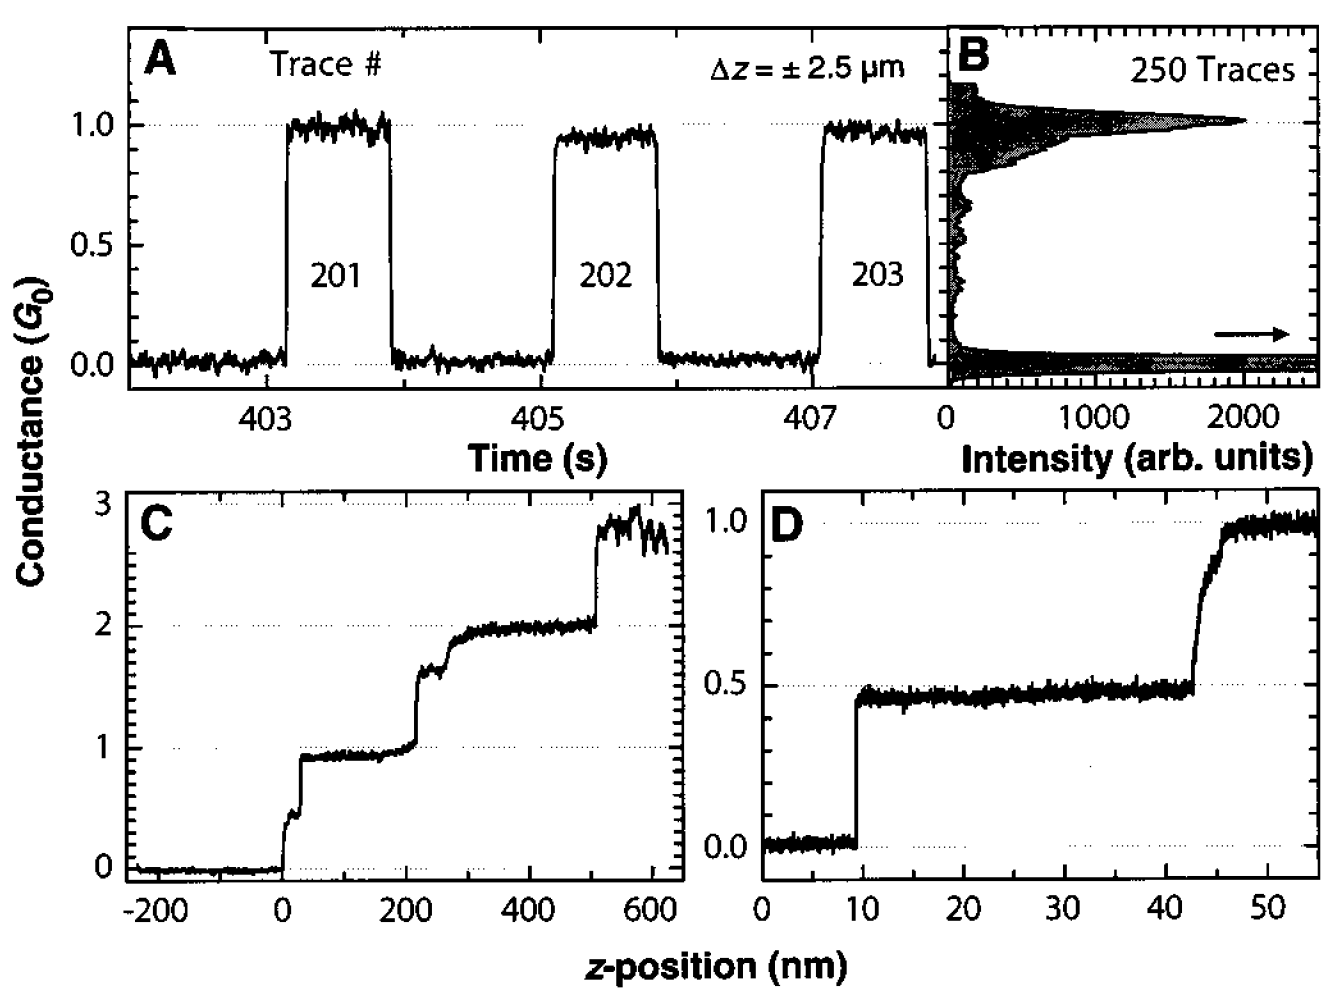 A
Trace #
Δz = ± 2.5 μm
B
250 Traces
1.0
0.5
0.0
201
202
203
403
405
407
Time (s)
0
1000
2000
Intensity (arb. units)
Conductance (G0)
C
3
2
1
0
-200
0
200
400
600
D
1.0
0.5
0.0
0
10
20
30
40
50
z-position (nm)